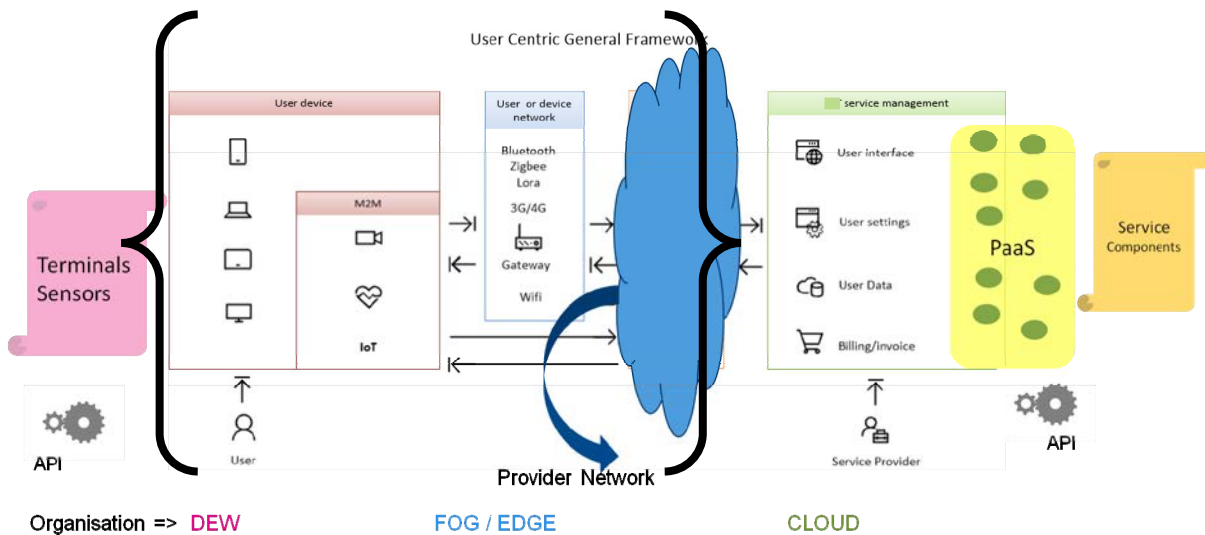 User Centric General Framework
User device
User or device
network
service management
Bluetooth
Zigbee
Lora
3G/4G
Gateway
Wifi
M2M
IoT
User interface
User settings
User Data
Billing/invoice
PaaS
Terminals
Sensors
Service
Components
API
User
Provider Network
Service Provider
API
Organisation => DEW
FOG / EDGE
CLOUD